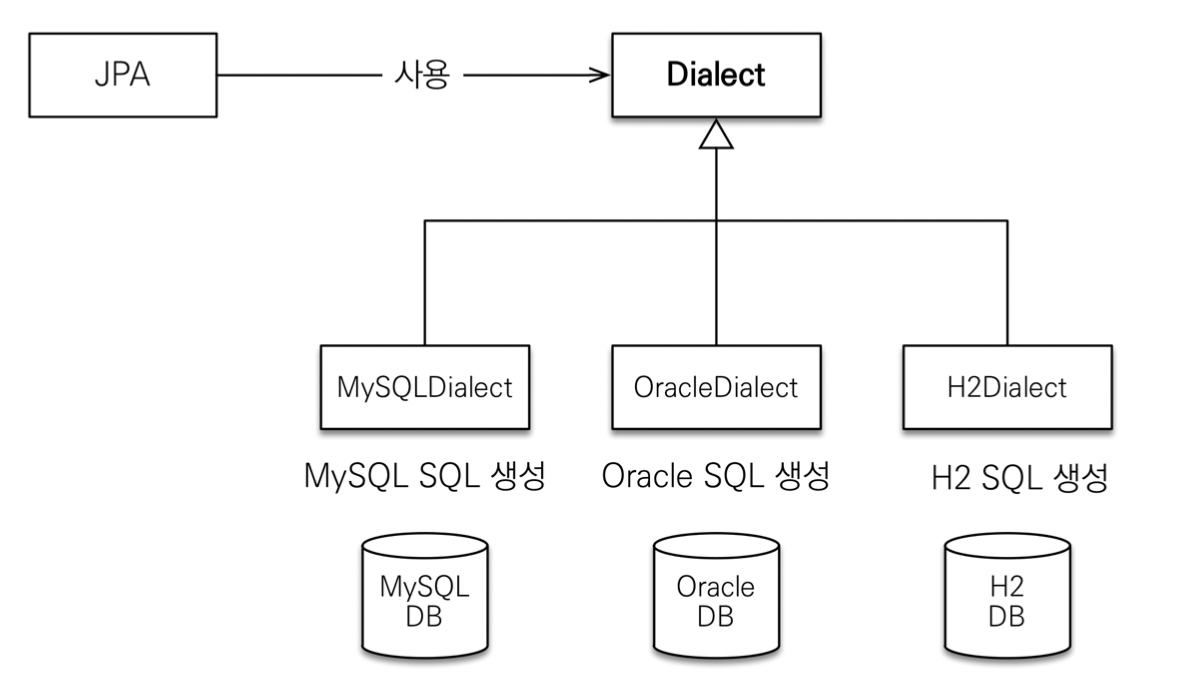 JPA
사용
Dialect
MySQLDialect
OracleDialect
H2Dialect
MySQL SQL 생성
Oracle SQL 생성
H2 SQL 생성
MySQL
DB
Oracle
DB
H2
DB